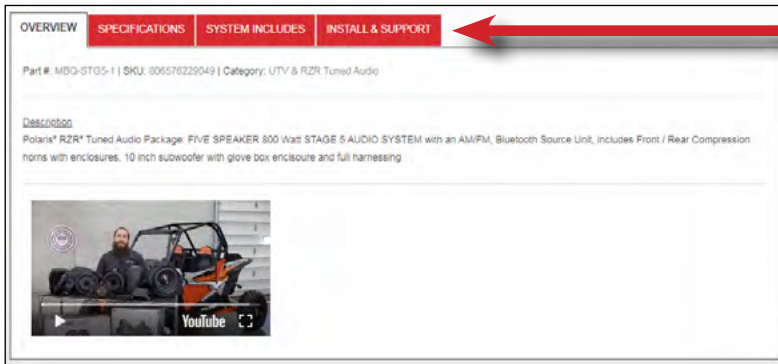 OVERVIEW SPECIFICATIONS SYSTEM INCLUDES INSTALL & SUPPORT
Part #: MBQ-STG5-1 | SKU: 006576229049 | Category: UTV & RZR Tuned Audio
Description
Polaris® RZR® Tuned Audio Package: FIVE SPEAKER 800 Watt STAGE 5 AUDIO SYSTEM with an AM/FM, Bluetooth Source Unit, includes Front / Rear Compression
horns with enclosures, 10 inch subwoofer with glove box encisoure and full harnessing
YouTube